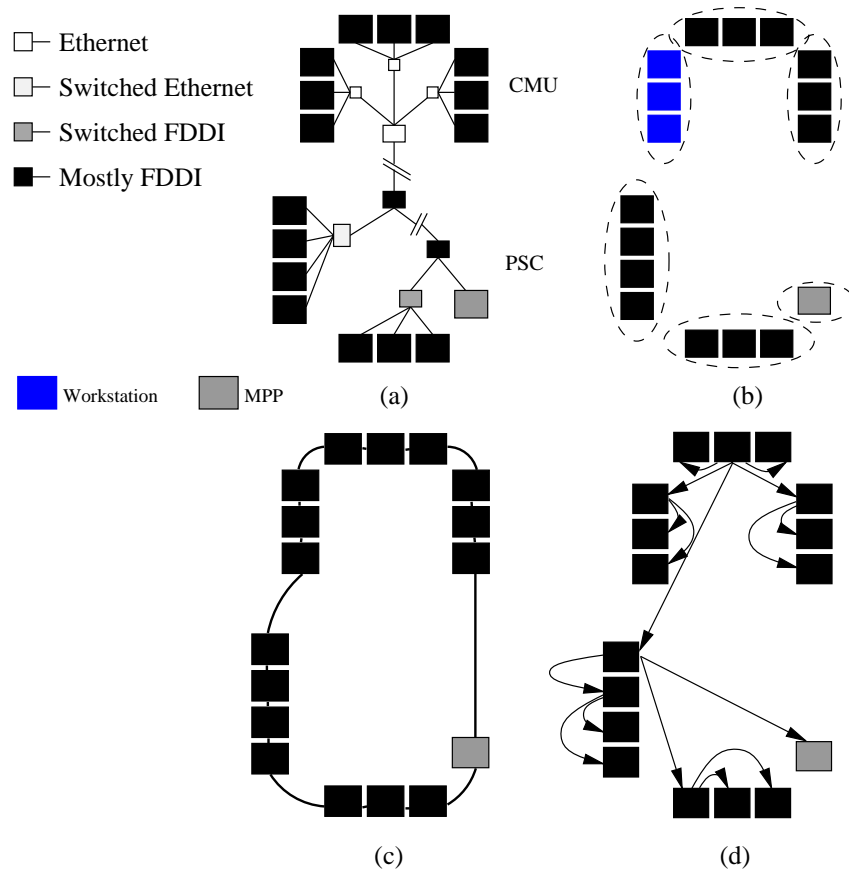 Ethernet
Switched Ethernet
Switched FDDI
Mostly FDDI
CMU
PSC
Workstation
MPP
(a)
(b)
(c)
(d)